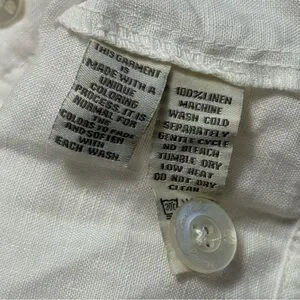 THIS GARMENT
IS
MADE WITH A
UNIQUE
COLORING
PROCESS IT IS
NORMAL FOR
THE
COLORS TO FADE
AND SOFTEN
WITH
EACH WASH.
100% LINEN
MACHINE
WASH COLD
SEPARATELY
GENTLE CYCLE
NO BLEACH
TUMBLE DRY
LOW HEAT
DO NOT DRY
CLEAN